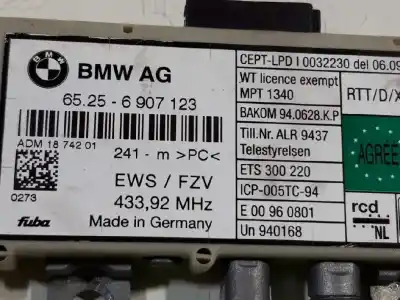 BMW
BMW AG
65.25 - 6 907 123
ADM 18 742 01
241 - m >PC<
0273
EWS / FZV
433,92 MHz
fuba
Made in Germany
CEPT-LPD I 0032230 del 06.09
WT licence exempt
MPT 1340
BAKOM 94.0628.K.P
Till.Nr. ALR 9437
Telestyrelsen
ETS 300 220
ICP-005TC-94
E 00 96 0801
Un 940168
RTT/D/X
AGREE
rcd
NL